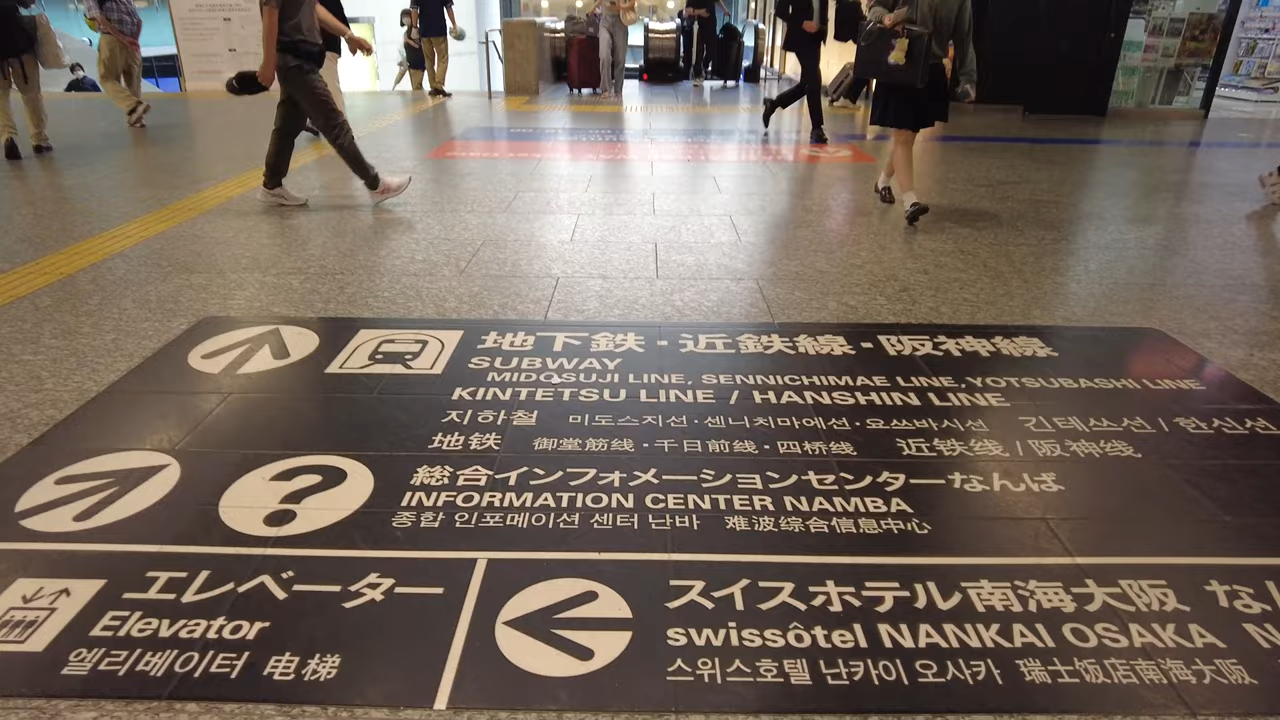 地下鉄・近鉄線・阪神線
SUBWAY
MIDOSUJI LINE, SENNICHIMAE LINE, YOTSUBASHI LINE
KINTETSU LINE / HANSHIN LINE
지하철 미도스지선·센니치마에선·요쓰바시선 긴테쓰선 / 한신선
地铁 御堂筋线・千日前线・四桥线 近铁线 / 阪神线
?
総合インフォメーションセンターなんば
INFORMATION CENTER NAMBA
종합 인포메이션 센터 난바 难波综合信息中心
エレベーター
Elevator
엘리베이터 电梯
スイスホテル南海大阪
swissôtel NANKAI OSAKA
스위스호텔 난카이 오사카 瑞士饭店南海大阪